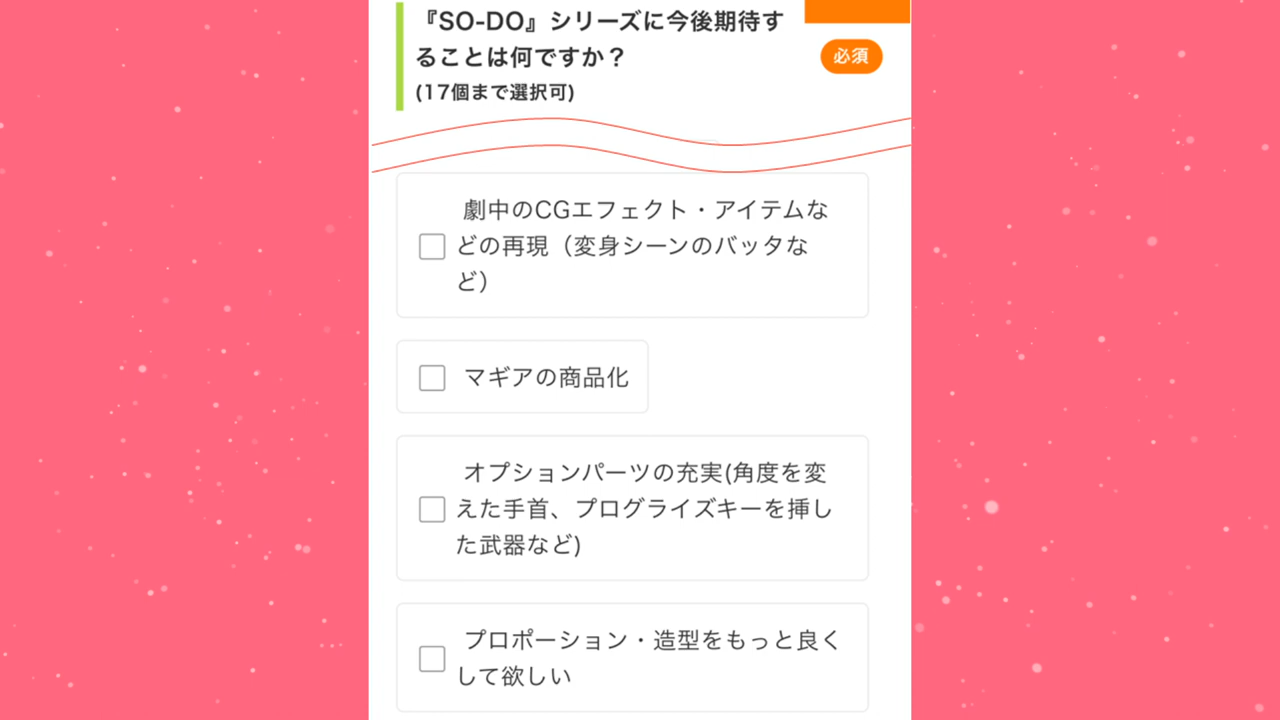 『SO-DO』シリーズに今後期待す
ることは何ですか？
必須
(17個まで選択可)
劇中のCGエフェクト・アイテムな
どの再現（変身シーンのバッタな
ど）
マギアの商品化
オプションパーツの充実(角度を変
えた手首、プログライズキーを挿し
た武器など)
プロポーション・造型をもっと良く
して欲しい